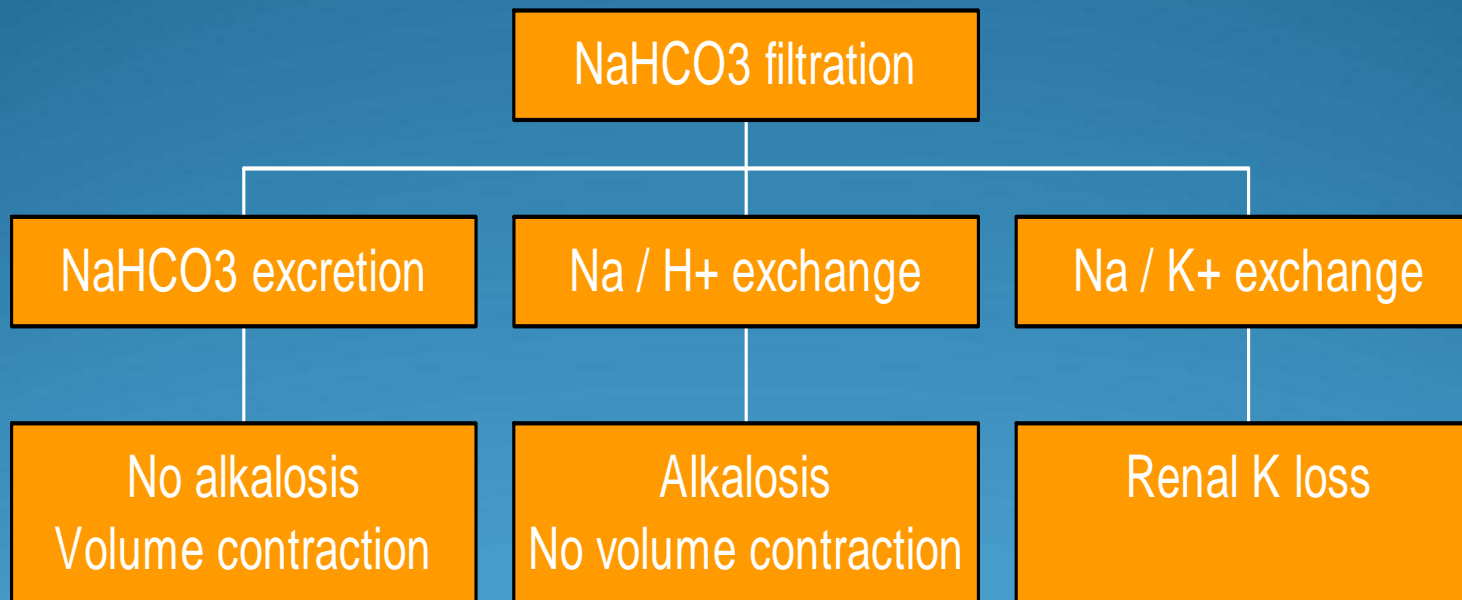 NaHCO3 filtration
NaHCO3 excretion
Na / H+ exchange
Na / K+ exchange
No alkalosis
Volume contraction
Alkalosis
No volume contraction
Renal K loss